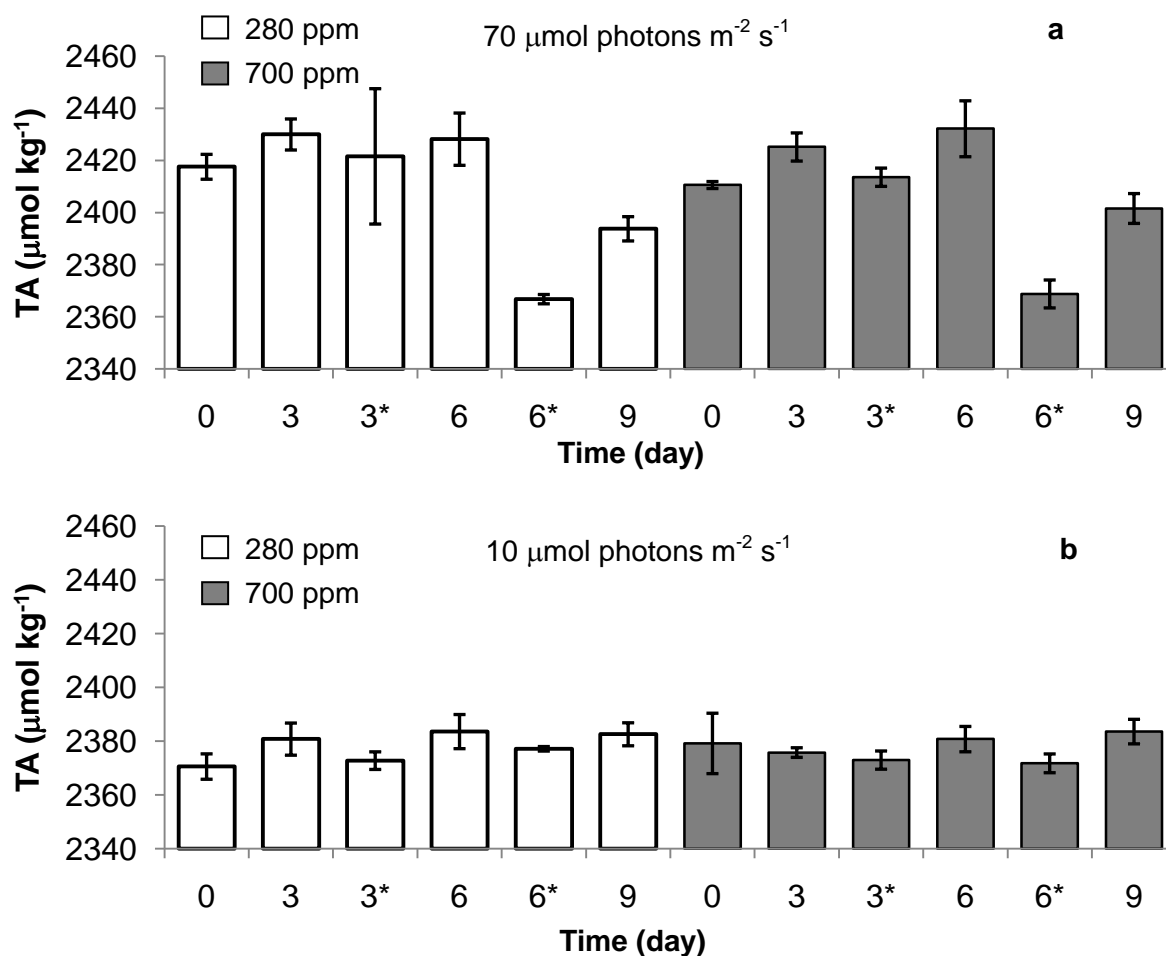 280 ppm
70 μmol photons m-2 s-1
a
700 ppm
TA (μmol kg-1)
2460
2440
2420
2400
2380
2360
2340
0 3 3* 6 6* 9 0 3 3* 6 6* 9
Time (day)
280 ppm
10 μmol photons m-2 s-1
b
700 ppm
TA (μmol kg-1)
2460
2440
2420
2400
2380
2360
2340
0 3 3* 6 6* 9 0 3 3* 6 6* 9
Time (day)